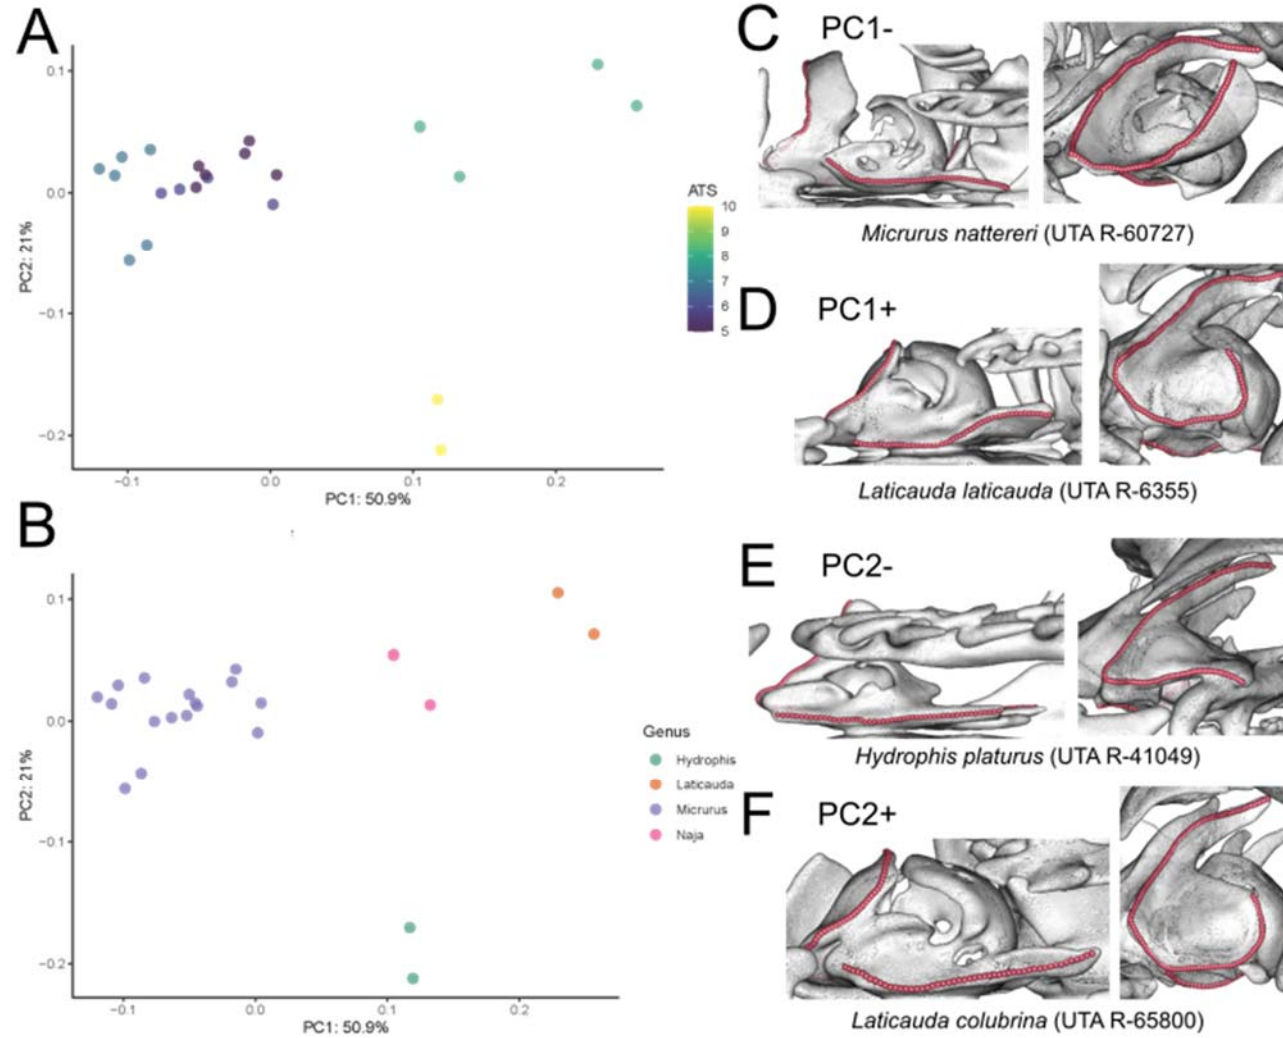 A
0.1
0.0
−0.1
−0.2
PC2: 21%
−0.1
0.0
0.1
0.2
PC1: 50.9%
ATS
10
9
8
7
6
5
B
0.1
0.0
−0.1
−0.2
PC2: 21%
−0.1
0.0
0.1
0.2
PC1: 50.9%
Genus
Hydrophis
Laticauda
Micrurus
Naja
C
PC1-
Micrurus nattereri (UTA R-60727)
D
PC1+
Laticauda laticauda (UTA R-6355)
E
PC2-
Hydrophis platurus (UTA R-41049)
F
PC2+
Laticauda colubrina (UTA R-65800)